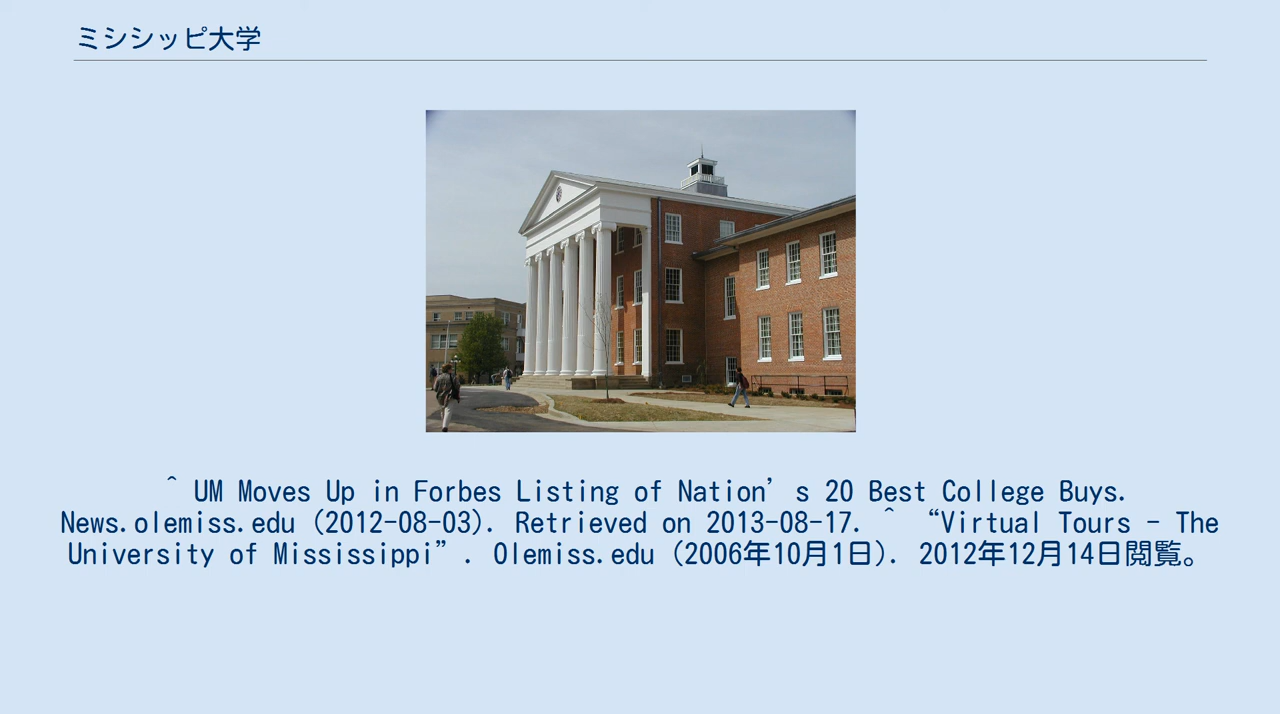 ミシシッピ大学
^ UM Moves Up in Forbes Listing of Nation’s 20 Best College Buys.
News.olemiss.edu (2012-08-03). Retrieved on 2013-08-17. ^ “Virtual Tours - The
University of Mississippi”. Olemiss.edu (2006年10月1日). 2012年12月14日閲覧。